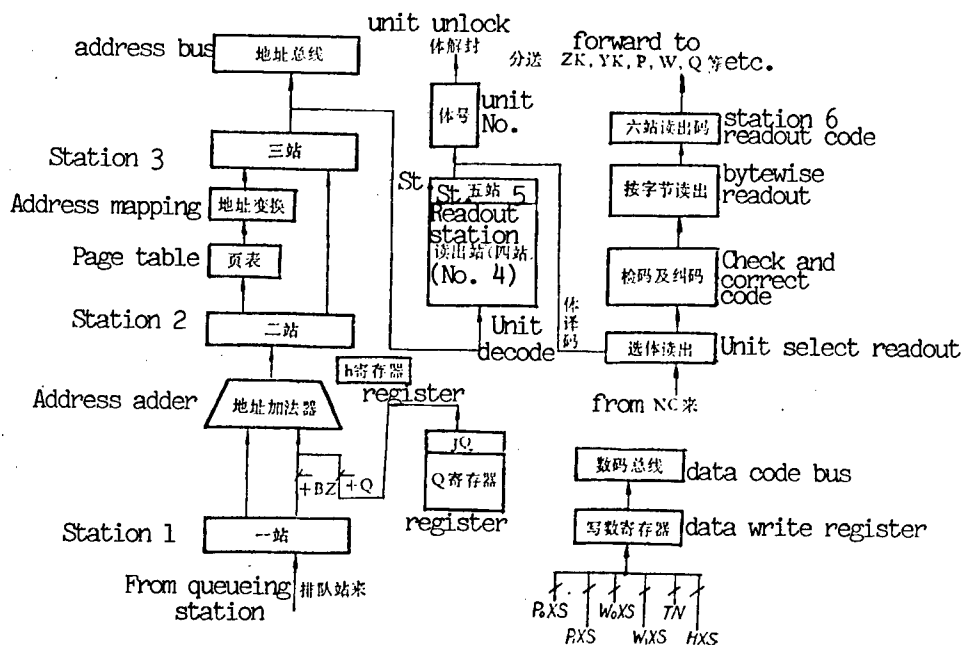 address bus
地址总线
Station 3
三站
Address mapping
地址变换
Page table
页表
Station 2
二站
Address adder
地址加法器
+BZ
+Q
Station 1
一站
From queueing
station
排队站来
h寄存器
register
JQ
Q寄存器
register
unit unlock
体解封
体号
unit
No.
St
St. 五站 5
Readout
station
读出站(四站.
(No. 4)
Unit
decode
体译码
forward to
分送 ZK, YK, P, W, Q 等etc.
六站读出码
station 6
readout code
按字节读出
bytewise
readout
检码及纠码
Check and
correct
code
选体读出
Unit select readout
from NC来
数码总线
data code bus
写数寄存器
data write register
P₀XS
P₁XS
W₀XS
W₁XS
TN
HXS